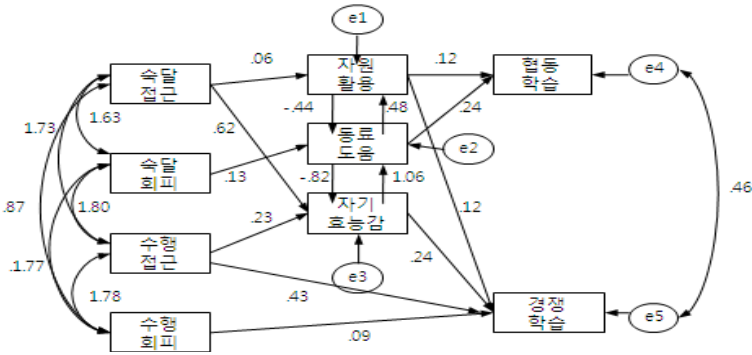 e1
자원
활용
.12
협동
학습
e4
숙달
접근
.06
-.44
.48
.24
1.73
1.63
.62
동료
도움
e2
숙달
회피
.13
-.82
1.06
.87
1.80
.23
자기
효능감
.12
.46
.1.77
수행
접근
e3
.24
1.78
.43
경쟁
학습
e5
수행
회피
.09